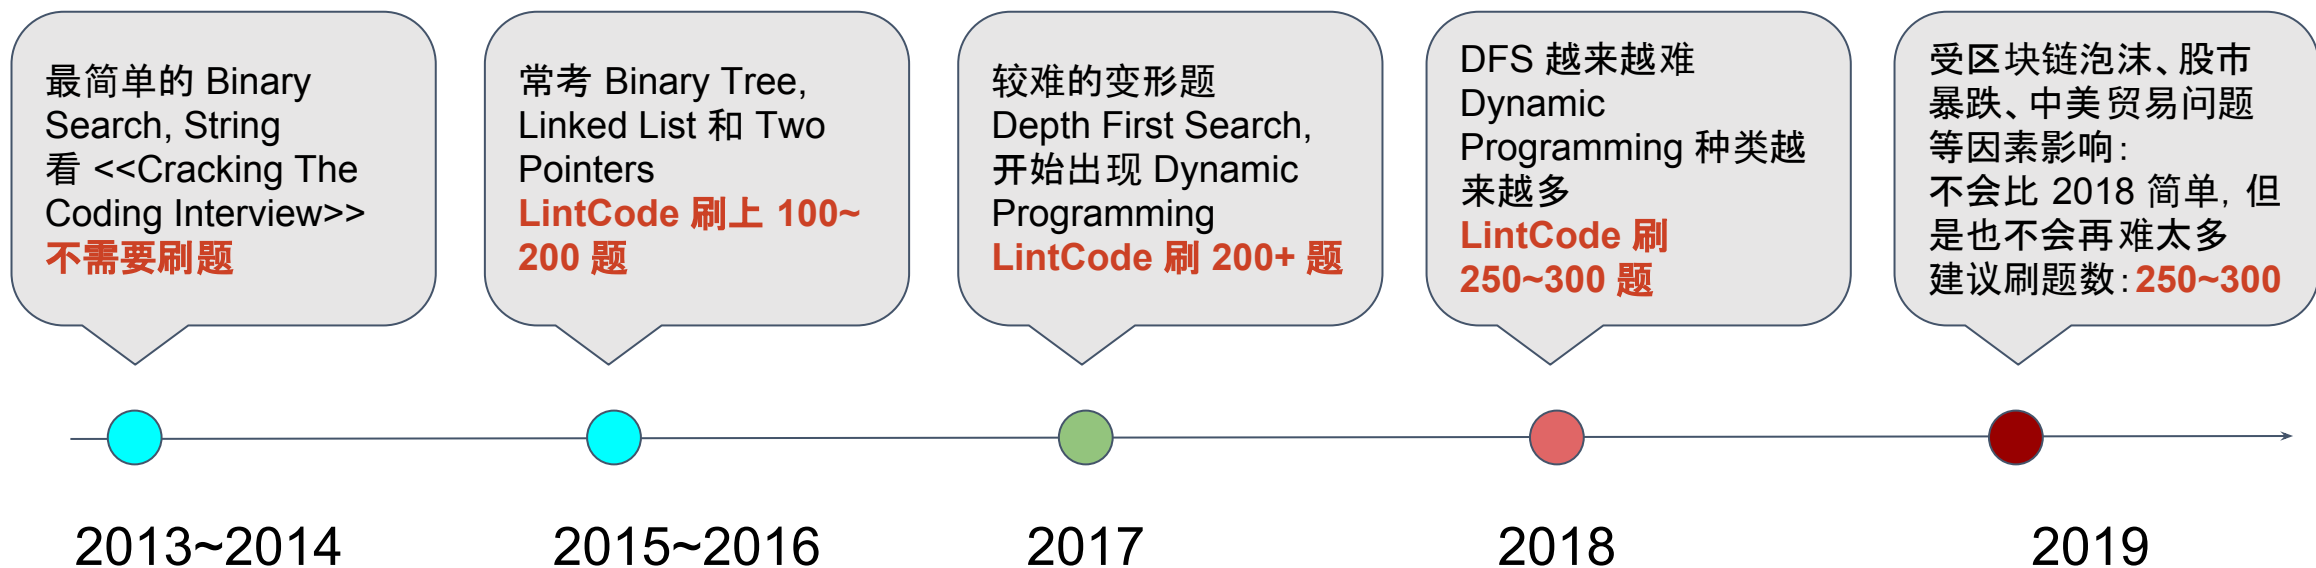 最简单的 Binary
Search, String
看 <<Cracking The
Coding Interview>>
不需要刷题
常考 Binary Tree,
Linked List 和 Two
Pointers
LintCode 刷上 100~
200 题
较难的变形题
Depth First Search,
开始出现 Dynamic
Programming
LintCode 刷 200+ 题
DFS 越来越难
Dynamic
Programming 种类越
来越多
LintCode 刷
250~300 题
受区块链泡沫、股市
暴跌、中美贸易问题
等因素影响：
不会比 2018 简单，但
是也不会再难太多
建议刷题数：250~300
2013~2014
2015~2016
2017
2018
2019